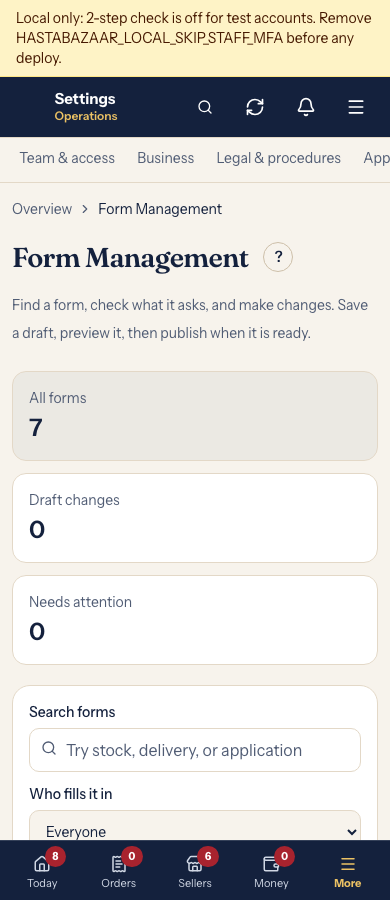 Local only: 2-step check is off for test accounts. Remove
HASTABAZAAR_LOCAL_SKIP_STAFF_MFA before any
deploy.
Settings
Operations
Team & access
Business
Legal & procedures
App
Overview
Form Management
Form Management
?
Find a form, check what it asks, and make changes. Save
a draft, preview it, then publish when it is ready.
All forms
7
Draft changes
0
Needs attention
0
Search forms
Try stock, delivery, or application
Who fills it in
Everyone
8
0
6
0
Today
Orders
Sellers
Money
More